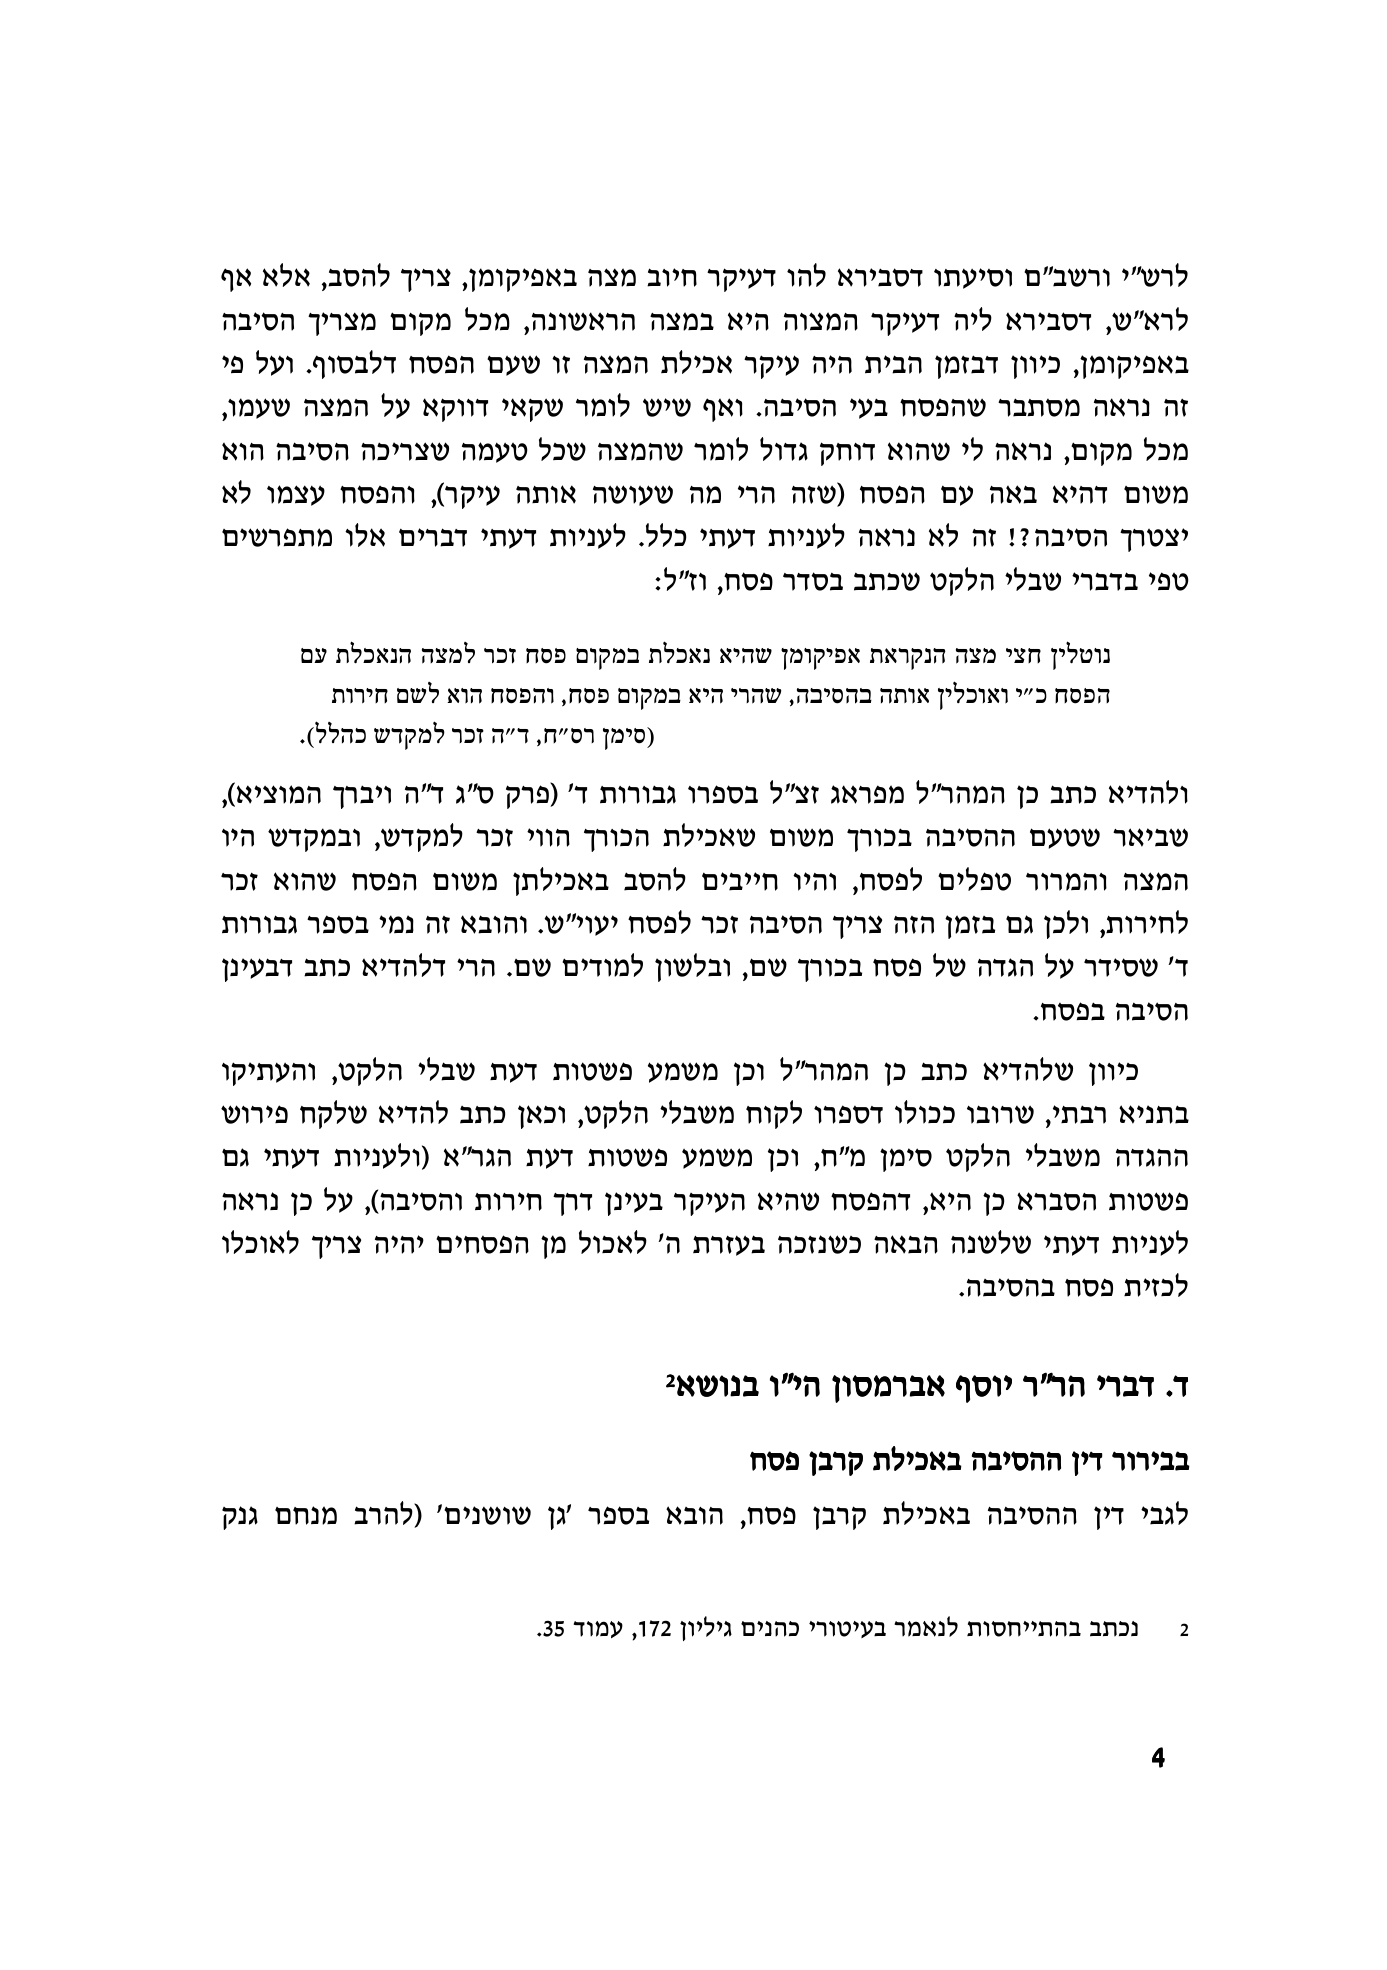 לרש״י ורשב״ם וסיעתו דסבירא להו דעיקר חיוב מצה באפיקומן, צריך להסב, אלא אף
לרא״ש, דסבירא ליה דעיקר המצוה היא במצה הראשונה, מכל מקום מצריך הסיבה
באפיקומן, כיוון דבזמן הבית היה עיקר אכילת המצה זו שעם הפסח דלבסוף. ועל פי
זה נראה מסתבר שהפסח בעי הסיבה. ואף שיש לומר שקאי דווקא על המצה שעמו,
מכל מקום, נראה לי שהוא דוחק גדול לומר שהמצה שכל טעמה שצריכה הסיבה הוא
משום דהיא באה עם הפסח (שזה הרי מה שעושה אותה עיקר), והפסח עצמו לא
יצטרך הסיבה?! זה לא נראה לעניות דעתי כלל. לעניות דעתי דברים אלו מתפרשים
טפי בדברי שבלי הלקט שכתב בסדר פסח, וז״ל:
נוטלין חצי מצה הנקראת אפיקומן שהיא נאכלת במקום פסח זכר למצה הנאכלת עם
הפסח כ״י ואוכלין אותה בהסיבה, שהרי היא במקום פסח, והפסח הוא לשם חירות
(סימן רס״ח, ד״ה זכר למקדש כהלל).
ולהדיא כתב כן המהר״ל מפראג זצ״ל בספרו גבורות ד׳ (פרק ס״ג ד״ה ויברך המוציא),
שביאר שטעם ההסיבה בכורך משום שאכילת הכורך הווי זכר למקדש, ובמקדש היו
המצה והמרור טפלים לפסח, והיו חייבים להסב באכילתן משום הפסח שהוא זכר
לחירות, ולכן גם בזמן הזה צריך הסיבה זכר לפסח יעוי״ש. והובא זה נמי בספר גבורות
ד׳ שסידר על הגדה של פסח בכורך שם, ובלשון למודים שם. הרי דלהדיא כתב דבעינן
הסיבה בפסח.
כיוון שלהדיא כתב כן המהר״ל וכן משמע פשטות דעת שבלי הלקט, והעתיקו
בתניא רבתי, שרובו ככולו דספרו לקוח משבלי הלקט, וכאן כתב להדיא שלקח פירוש
ההגדה משבלי הלקט סימן מ״ח, וכן משמע פשטות דעת הגר״א (ולעניות דעתי גם
פשטות הסברא כן היא, דהפסח שהיא העיקר בעינן דרך חירות והסיבה), על כן נראה
לעניות דעתי שלשנה הבאה כשנזכה בעזרת ה׳ לאכול מן הפסחים יהיה צריך לאוכלו
לכזית פסח בהסיבה.
ד. דברי הר״ר יוסף אברמסון הי״ו בנושא²
בבירור דין ההסיבה באכילת קרבן פסח
לגבי דין ההסיבה באכילת קרבן פסח, הובא בספר ׳גן שושנים׳ (להרב מנחם גנק
2 נכתב בהתייחסות לנאמר בעיטורי כהנים גיליון 172, עמוד 35.
4